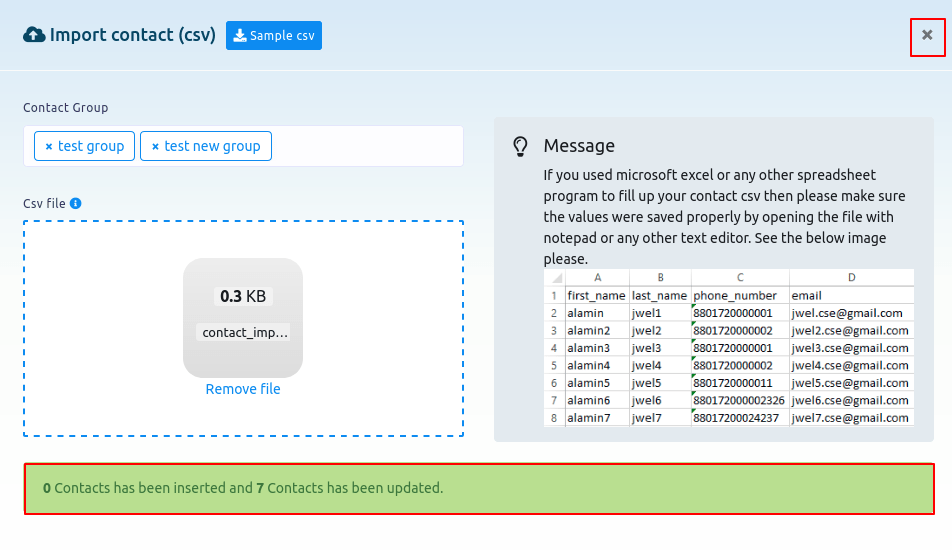 Import contact (csv) Sample csv ×
Contact Group
× test group × test new group
Csv file
0.3 KB
contact_imp...
Remove file
Message
If you used microsoft excel or any other spreadsheet
program to fill up your contact csv then please make sure
the values were saved properly by opening the file with
notepad or any other text editor. See the below image
please.
A B C D
1 first_name last_name phone_number email
2 alamin jwel1 8801720000001 jwel.cse@gmail.com
3 alamin2 jwel2 8801720000002 jwel2.cse@gmail.com
4 alamin3 jwel3 8801720000001 jwel3.cse@gmail.com
5 alamin4 jwel4 8801720000002 jwel4.cse@gmail.com
6 alamin5 jwel5 8801720000011 jwel5.cse@gmail.com
7 alamin6 jwel6 8801720000002326 jwel6.cse@gmail.com
8 alamin7 jwel7 88017200024237 jwel7.cse@gmail.com
0 Contacts has been inserted and 7 Contacts has been updated.